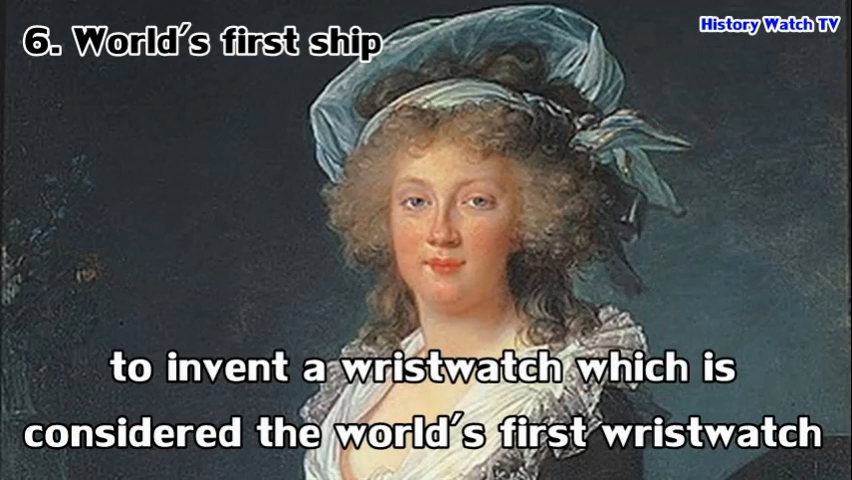 6. World's first ship
History Watch TV
to invent a wristwatch which is
considered the world's first wristwatch